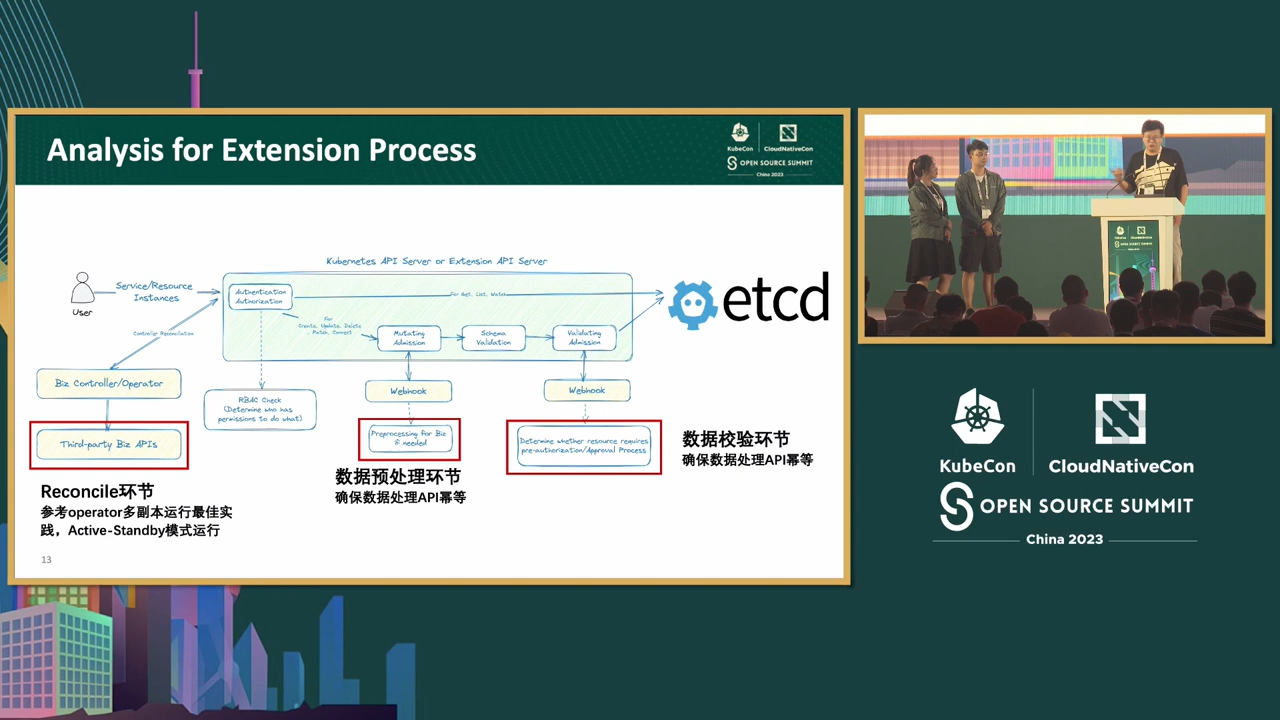 Analysis for Extension Process
KubeCon
CloudNativeCon
OPEN SOURCE SUMMIT
China 2023
Kubernetes API Server or Extension API Server
User
Service/Resource
Instances
Controller Reconciliation
Authentication
Authorization
For Get, List, Watch
For
Create, Update, Delete
Patch, Connect
Mutating
Admission
Schema
Validation
Validating
Admission
etcd
Biz Controller/Operator
RBAC Check
(Determine who has
permissions to do what)
Webhook
Webhook
Third-party Biz APIs
Preprocessing for Biz
if needed
Determine whether resource requires
pre-authorization/Approval Process
数据校验环节
确保数据处理API幂等
数据预处理环节
确保数据处理API幂等
Reconcile环节
参考operator多副本运行最佳实
践，Active-Standby模式运行
13
KubeCon
CloudNativeCon
OPEN SOURCE SUMMIT
China 2023